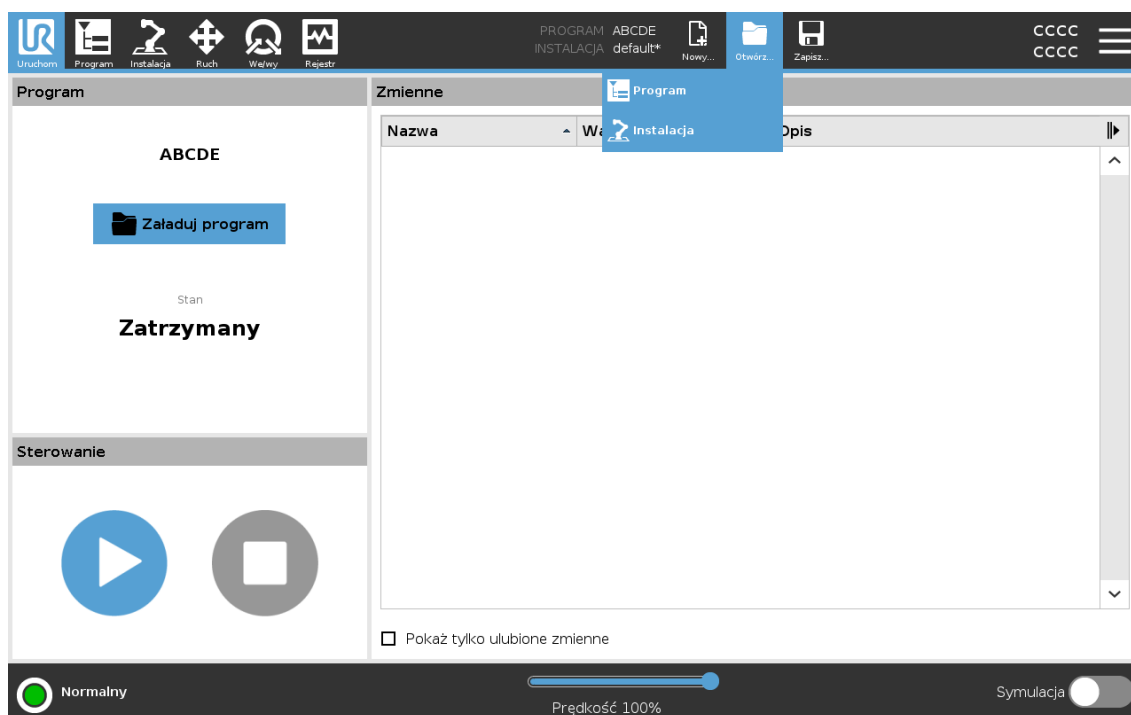 UR
PROGRAM ABCDE
INSTALACJA default*
CCCC
CCCC
Uruchom Program Instalacja Ruch We/wy Rejestr Nowy... Otwórz... Zapisz...
Program
Instalacja
Program
ABCDE
Załaduj program
Stan
Zatrzymany
Sterowanie
Zmienne
Nazwa Opis
Pokaż tylko ulubione zmienne
Normalny
Prędkość 100%
Symulacja